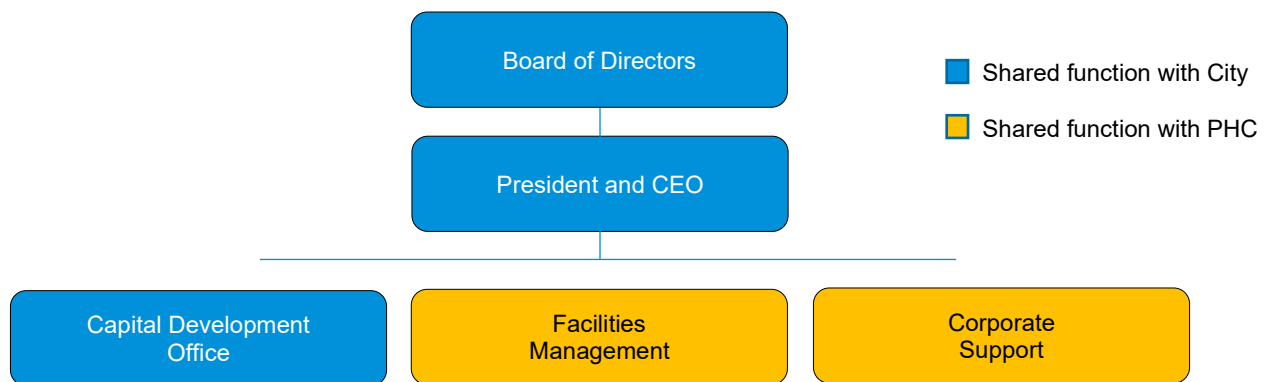 Board of Directors
Shared function with City
Shared function with PHC
President and CEO
Capital Development
Office
Facilities
Management
Corporate
Support